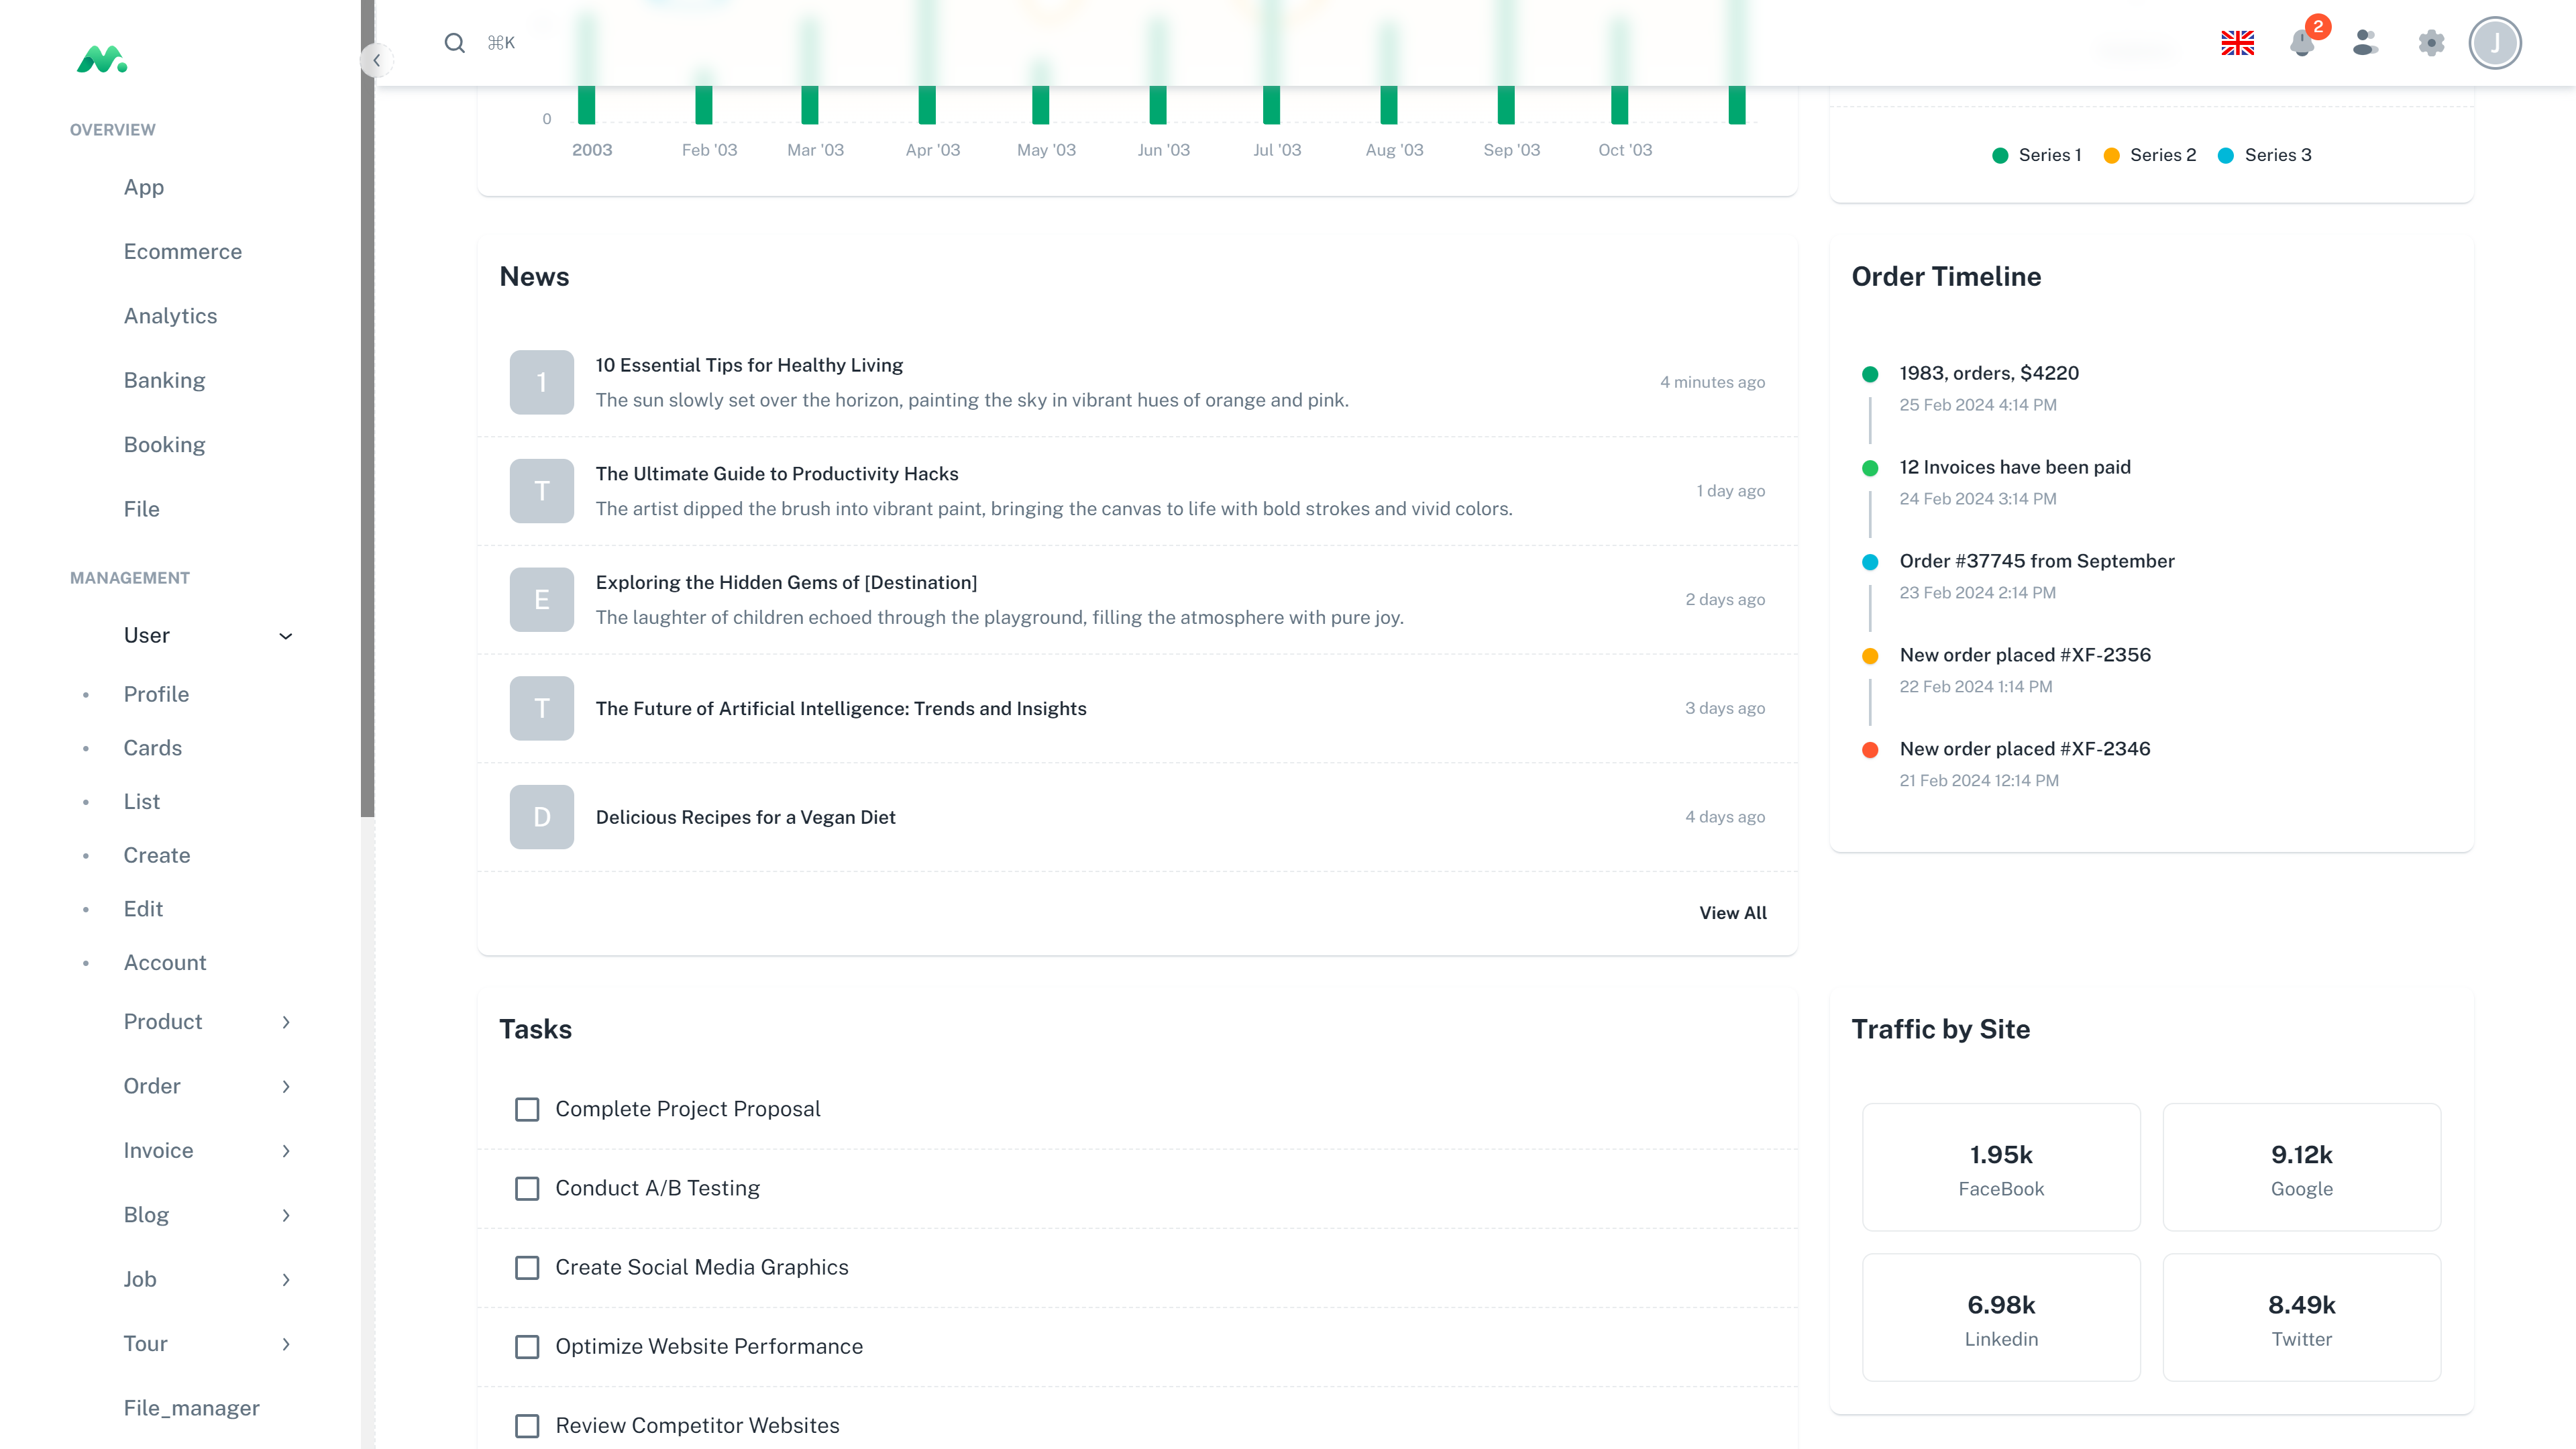 ⌘K
2
J
OVERVIEW
App
Ecommerce
Analytics
Banking
Booking
File
MANAGEMENT
User
Profile
Cards
List
Create
Edit
Account
Product
Order
Invoice
Blog
Job
Tour
File_manager
0
2003 Feb '03 Mar '03 Apr '03 May '03 Jun '03 Jul '03 Aug '03 Sep '03 Oct '03
Series 1 Series 2 Series 3
News
1
10 Essential Tips for Healthy Living
The sun slowly set over the horizon, painting the sky in vibrant hues of orange and pink.
4 minutes ago
T
The Ultimate Guide to Productivity Hacks
The artist dipped the brush into vibrant paint, bringing the canvas to life with bold strokes and vivid colors.
1 day ago
E
Exploring the Hidden Gems of [Destination]
The laughter of children echoed through the playground, filling the atmosphere with pure joy.
2 days ago
T
The Future of Artificial Intelligence: Trends and Insights
3 days ago
D
Delicious Recipes for a Vegan Diet
4 days ago
View All
Order Timeline
1983, orders, $4220
25 Feb 2024 4:14 PM
12 Invoices have been paid
24 Feb 2024 3:14 PM
Order #37745 from September
23 Feb 2024 2:14 PM
New order placed #XF-2356
22 Feb 2024 1:14 PM
New order placed #XF-2346
21 Feb 2024 12:14 PM
Tasks
Complete Project Proposal
Conduct A/B Testing
Create Social Media Graphics
Optimize Website Performance
Review Competitor Websites
Traffic by Site
1.95k
FaceBook
9.12k
Google
6.98k
Linkedin
8.49k
Twitter